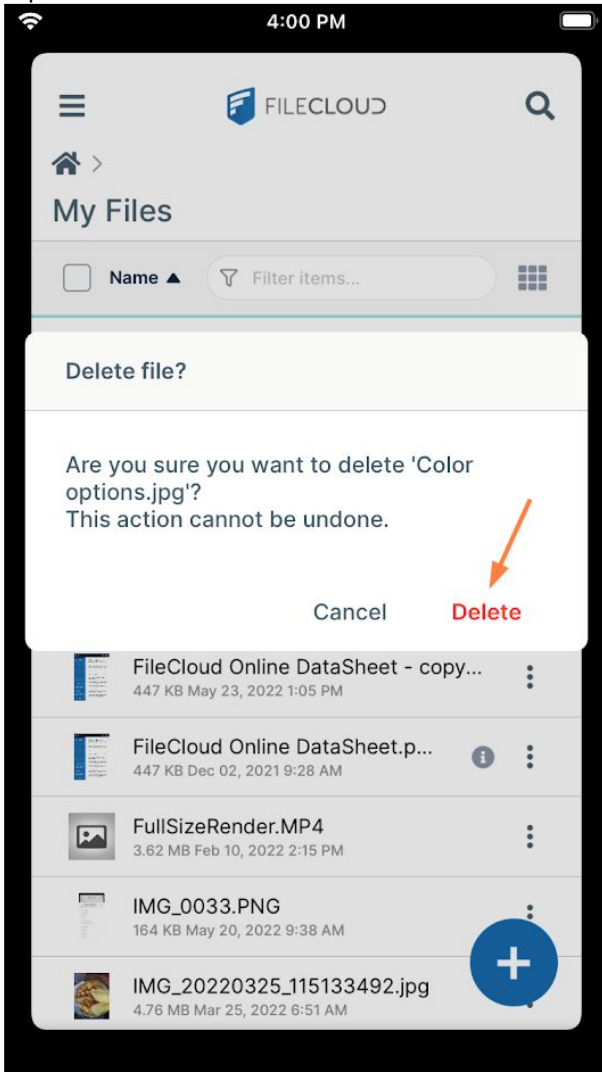 4:00 PM
FILECLOUD
My Files
Name ▲
Filter items...
Delete file?
Are you sure you want to delete 'Color
options.jpg'?
This action cannot be undone.
Cancel
Delete
FileCloud Online DataSheet - copy...
447 KB May 23, 2022 1:05 PM
FileCloud Online DataSheet.p...
447 KB Dec 02, 2021 9:28 AM
FullSizeRender.MP4
3.62 MB Feb 10, 2022 2:15 PM
IMG_0033.PNG
164 KB May 20, 2022 9:38 AM
IMG_20220325_115133492.jpg
4.76 MB Mar 25, 2022 6:51 AM